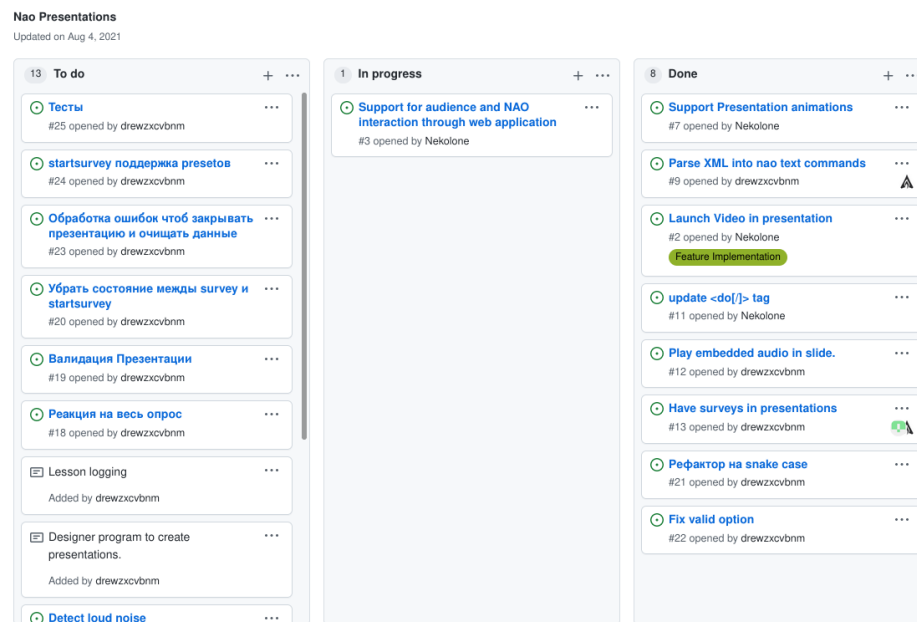 Nao Presentations
Updated on Aug 4, 2021
13 To do
Тесты
#25 opened by drewzxcvbnm
startsurvey поддержка presetов
#24 opened by drewzxcvbnm
Обработка ошибок чтоб закрывать
презентацию и очищать данные
#23 opened by drewzxcvbnm
Убрать состояние между survey и
startsurvey
#20 opened by drewzxcvbnm
Валидация Презентации
#19 opened by drewzxcvbnm
Реакция на весь опрос
#18 opened by drewzxcvbnm
Lesson logging
Added by drewzxcvbnm
Designer program to create
presentations.
Added by drewzxcvbnm
Detect loud noise
1 In progress
Support for audience and NAO
interaction through web application
#3 opened by Nekolone
8 Done
Support Presentation animations
#7 opened by Nekolone
Parse XML into nao text commands
#9 opened by drewzxcvbnm
Launch Video in presentation
#2 opened by Nekolone
Feature Implementation
update <do[/]> tag
#11 opened by Nekolone
Play embedded audio in slide.
#12 opened by drewzxcvbnm
Have surveys in presentations
#13 opened by drewzxcvbnm
Рефактор на snake case
#21 opened by drewzxcvbnm
Fix valid option
#22 opened by drewzxcvbnm